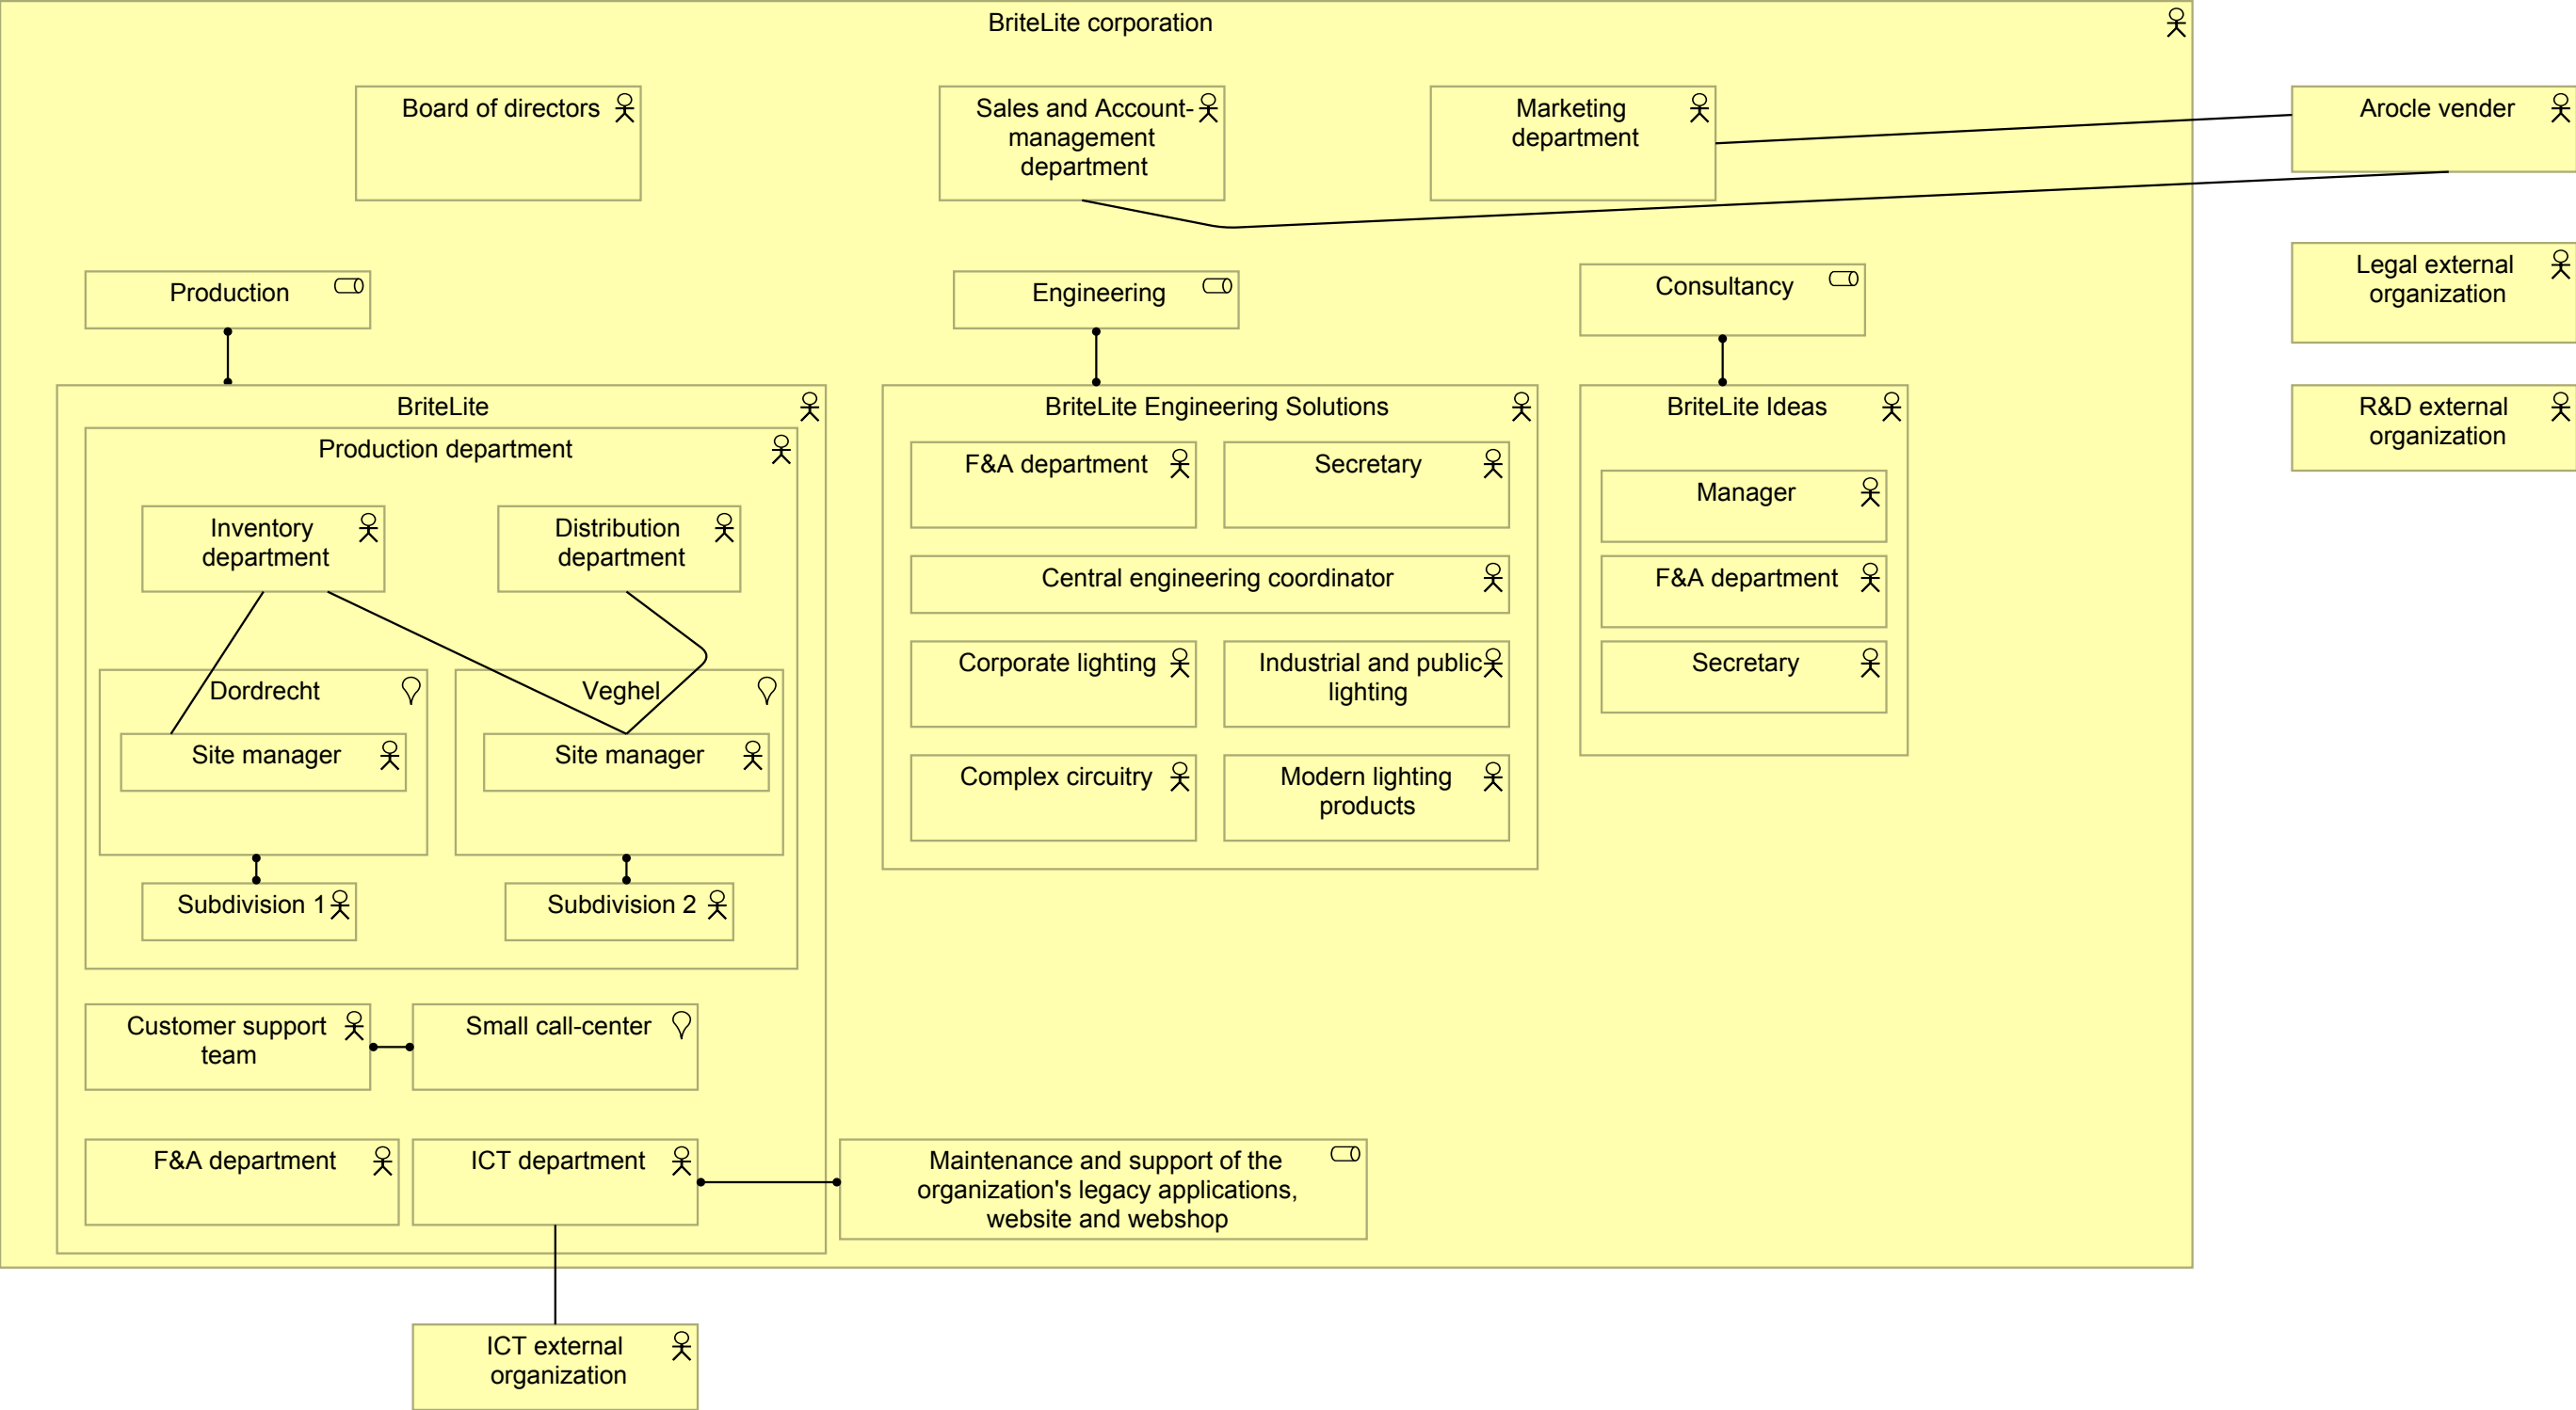 BriteLite corporation
Board of directors
Sales and Account-
management
department
Marketing
department
Arocle vender
Legal external
organization
R&D external
organization
Production
Engineering
Consultancy
BriteLite
Production department
Inventory
department
Distribution
department
Dordrecht
Site manager
Veghel
Site manager
Subdivision 1
Subdivision 2
Customer support
team
Small call-center
F&A department
ICT department
Maintenance and support of the
organization's legacy applications,
website and webshop
ICT external
organization
BriteLite Engineering Solutions
F&A department
Secretary
Central engineering coordinator
Corporate lighting
Industrial and public
lighting
Complex circuitry
Modern lighting
products
BriteLite Ideas
Manager
F&A department
Secretary